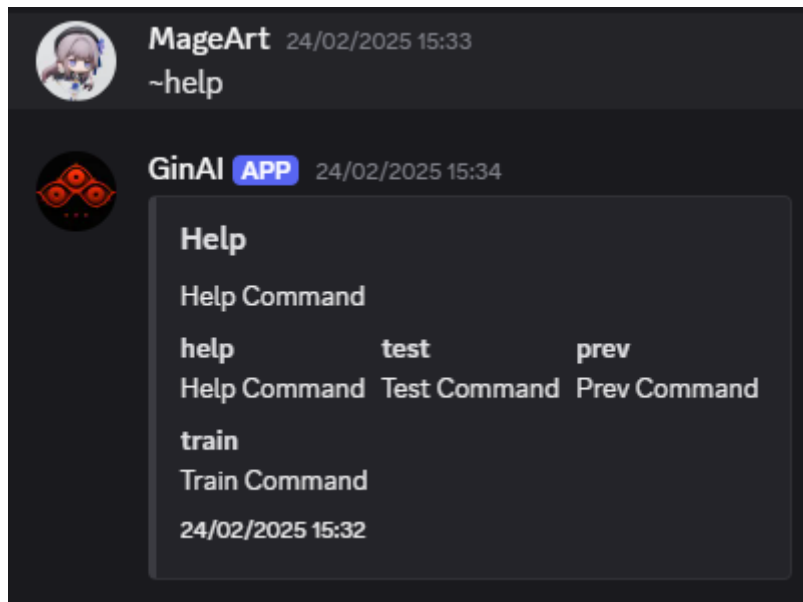 MageArt 24/02/2025 15:33
~help
GinAI APP 24/02/2025 15:34
Help
Help Command
help test prev
Help Command Test Command Prev Command
train
Train Command
24/02/2025 15:32